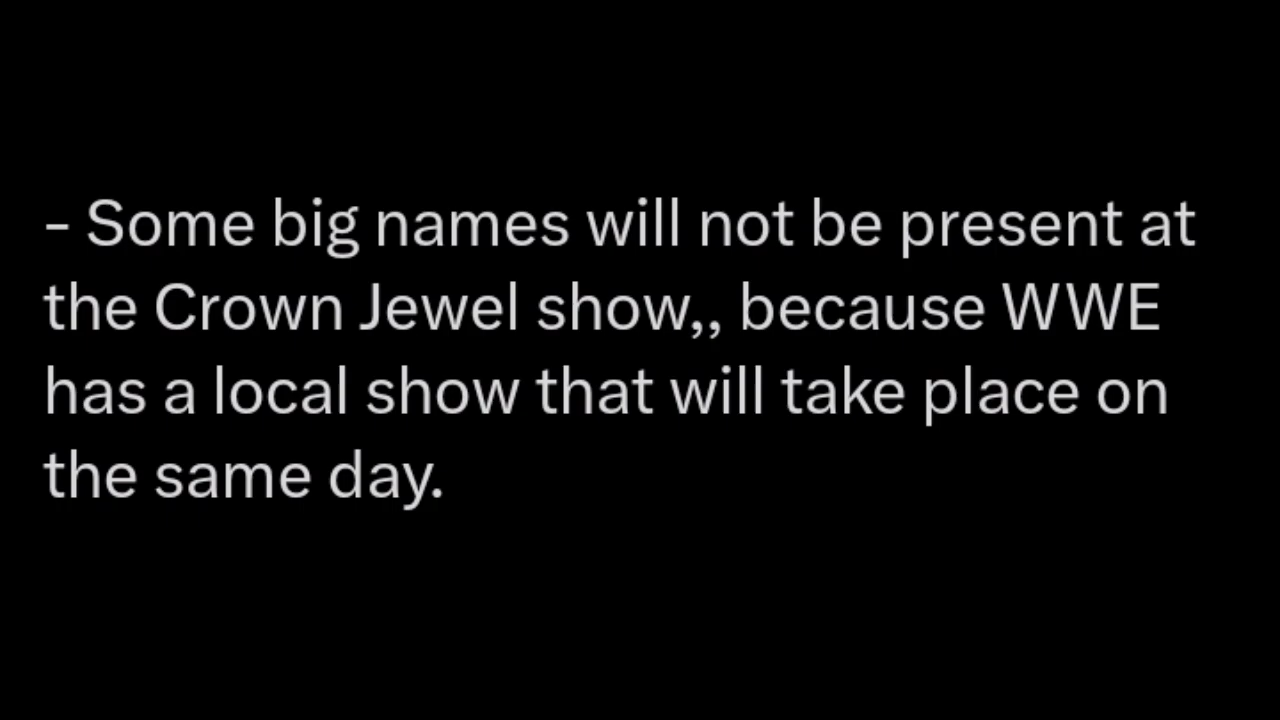 - Some big names will not be present at
the Crown Jewel show,, because WWE
has a local show that will take place on
the same day.